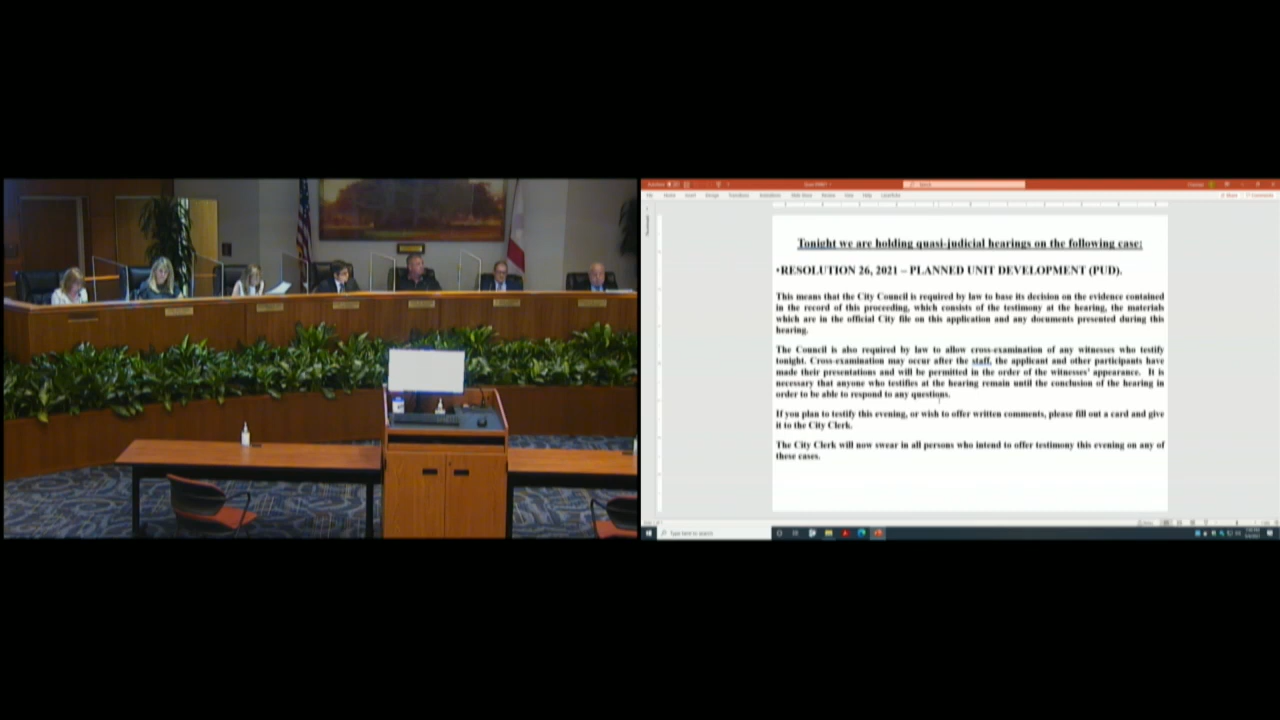 Tonight we are holding quasi-judicial hearings on the following case:
•RESOLUTION 26, 2021 – PLANNED UNIT DEVELOPMENT (PUD).
This means that the City Council is required by law to base its decision on the evidence contained
in the record of this proceeding, which consists of the testimony at the hearing, the materials
which are in the official City file on this application and any documents presented during this
hearing.
The Council is also required by law to allow cross-examination of any witnesses who testify
tonight. Cross-examination may occur after the staff, the applicant and other participants have
made their presentations and will be permitted in the order of the witnesses' appearance. It is
necessary that anyone who testifies at the hearing remain until the conclusion of the hearing in
order to be able to respond to any questions.
If you plan to testify this evening, or wish to offer written comments, please fill out a card and give
it to the City Clerk.
The City Clerk will now swear in all persons who intend to offer testimony this evening on any of
these cases.
Type here to search